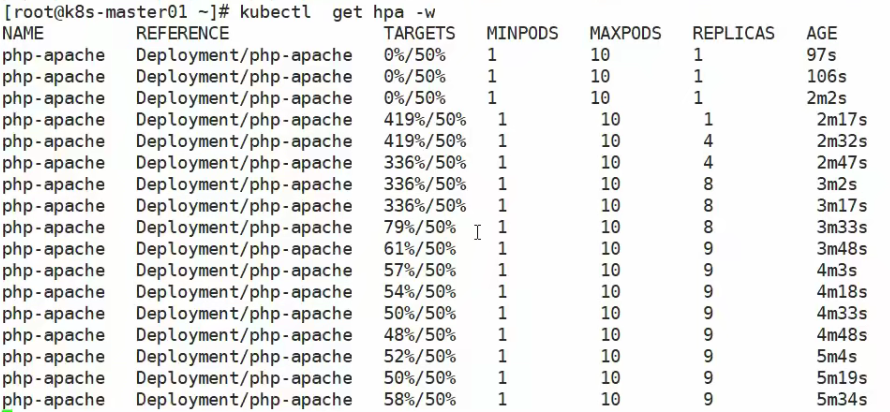 [root@k8s-master01 ~]# kubectl  get hpa -w
NAME         REFERENCE               TARGETS    MINPODS   MAXPODS   REPLICAS   AGE
php-apache   Deployment/php-apache   0%/50%     1         10        1          97s
php-apache   Deployment/php-apache   0%/50%     1         10        1          106s
php-apache   Deployment/php-apache   0%/50%     1         10        1          2m2s
php-apache   Deployment/php-apache   419%/50%   1         10        1          2m17s
php-apache   Deployment/php-apache   419%/50%   1         10        4          2m32s
php-apache   Deployment/php-apache   336%/50%   1         10        4          2m47s
php-apache   Deployment/php-apache   336%/50%   1         10        8          3m2s
php-apache   Deployment/php-apache   336%/50%   1         10        8          3m17s
php-apache   Deployment/php-apache   79%/50%    1         10        8          3m33s
php-apache   Deployment/php-apache   61%/50%    1         10        9          3m48s
php-apache   Deployment/php-apache   57%/50%    1         10        9          4m3s
php-apache   Deployment/php-apache   54%/50%    1         10        9          4m18s
php-apache   Deployment/php-apache   50%/50%    1         10        9          4m33s
php-apache   Deployment/php-apache   48%/50%    1         10        9          4m48s
php-apache   Deployment/php-apache   52%/50%    1         10        9          5m4s
php-apache   Deployment/php-apache   50%/50%    1         10        9          5m19s
php-apache   Deployment/php-apache   58%/50%    1         10        9          5m34s